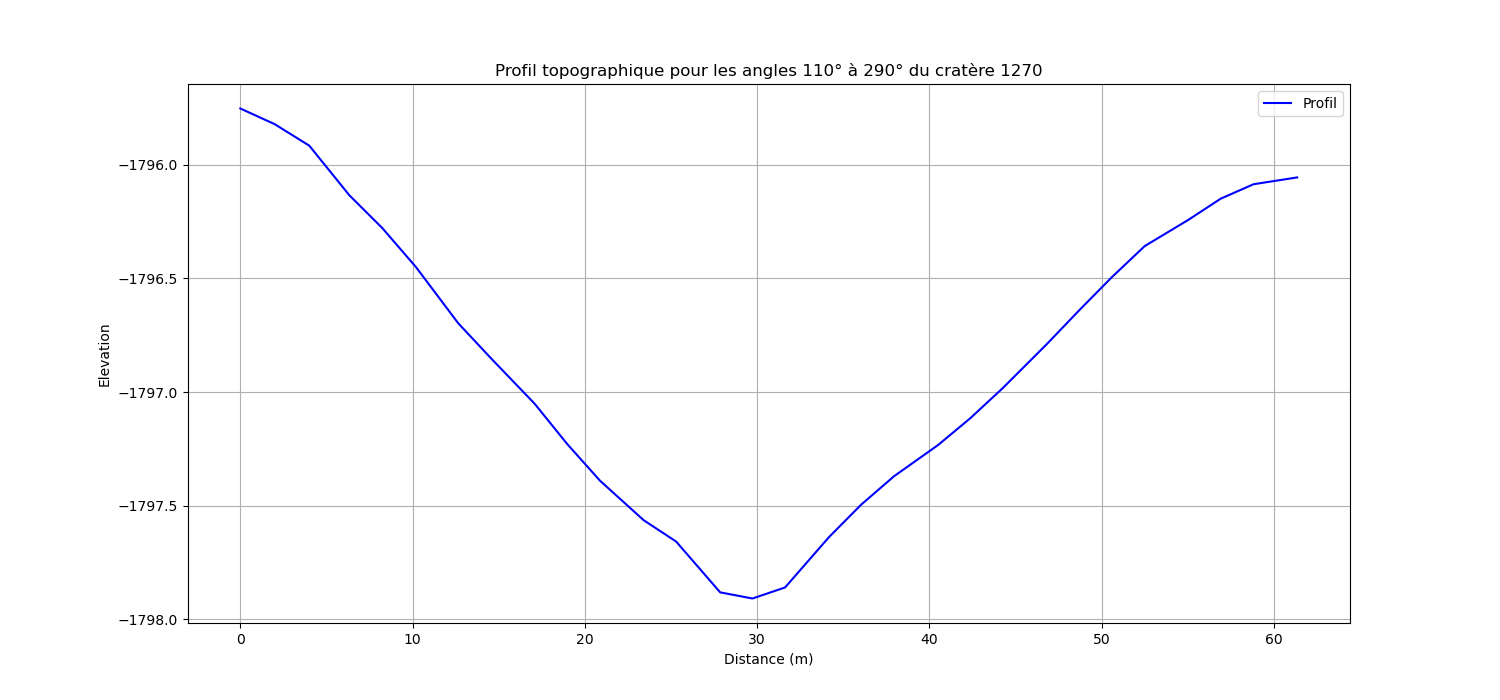 Profil topographique pour les angles 110° à 290° du cratère 1270
Profil
−1796.0
−1796.5
−1797.0
−1797.5
−1798.0
Elevation
0 10 20 30 40 50 60
Distance (m)